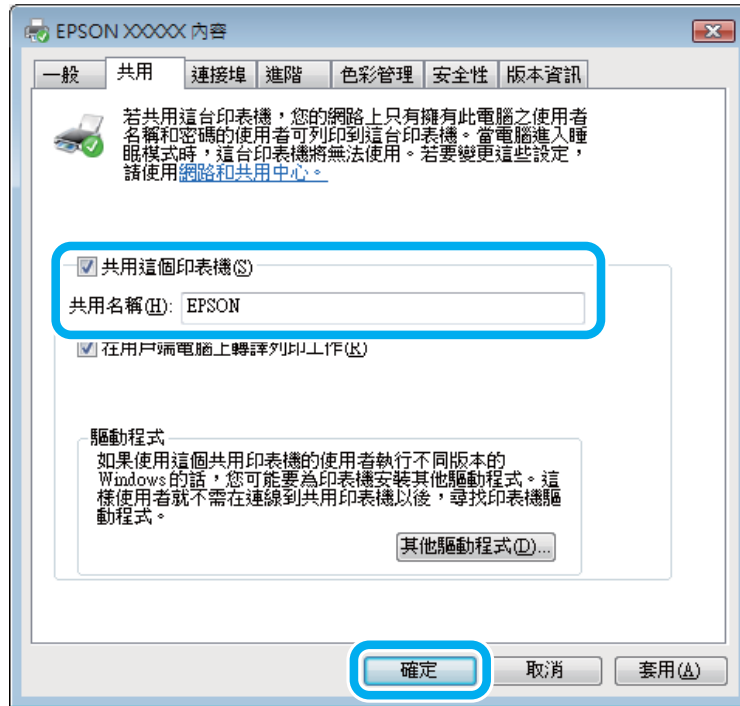 EPSON XXXXX 內容
一般 共用 連接埠 進階 色彩管理 安全性 版本資訊
若共用這台印表機，您的網路上只有擁有此電腦之使用者
名稱和密碼的使用者可列印到這台印表機。當電腦進入睡
眠模式時，這台印表機將無法使用。若要變更這些設定，
請使用網路和共用中心。
共用這個印表機(S)
共用名稱(H): EPSON
在用戶端電腦上轉譯列印工作(R)
驅動程式
如果使用這個共用印表機的使用者執行不同版本的
Windows的話，您可能要為印表機安裝其他驅動程式。這
樣使用者就不需在連線到共用印表機以後，尋找印表機驅
動程式。
其他驅動程式(D)...
確定 取消 套用(A)